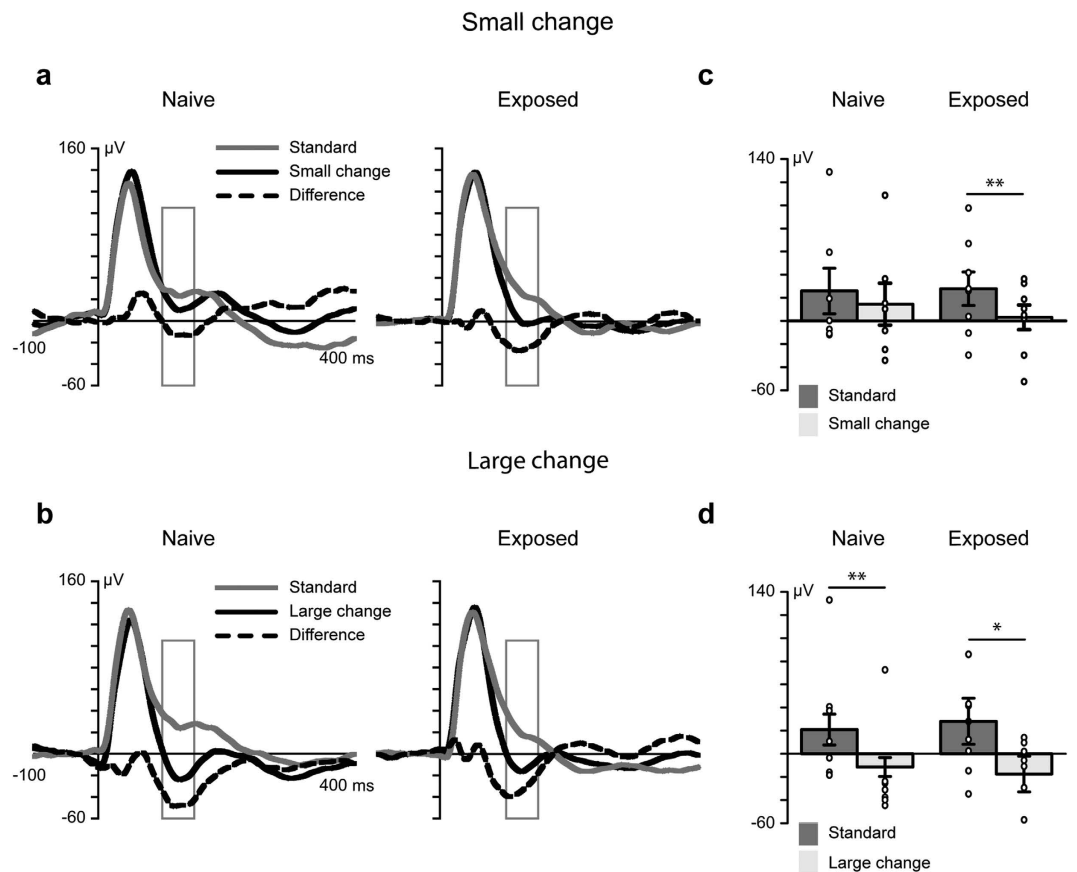 Small change
a
Naive
Exposed
160 µV
Standard
Small change
Difference
-100
400 ms
-60
c
Naive
Exposed
140 µV
**
-60
Standard
Small change
Large change
b
Naive
Exposed
160 µV
Standard
Large change
Difference
-100
400 ms
-60
d
Naive
Exposed
**
140 µV
*
-60
Standard
Large change